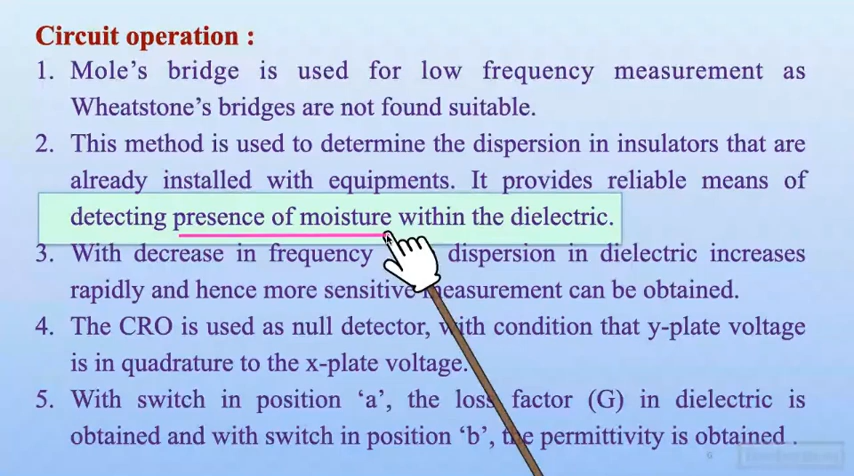 Circuit operation :
1. Mole's bridge is used for low frequency measurement as
Wheatstone's bridges are not found suitable.
2. This method is used to determine the dispersion in insulators that are
already installed with equipments. It provides reliable means of
detecting presence of moisture within the dielectric.
3. With decrease in frequency dispersion in dielectric increases
rapidly and hence more sensitive measurement can be obtained.
4. The CRO is used as null detector, with condition that y-plate voltage
is in quadrature to the x-plate voltage.
5. With switch in position 'a', the loss factor (G) in dielectric is
obtained and with switch in position 'b', the permittivity is obtained .
6